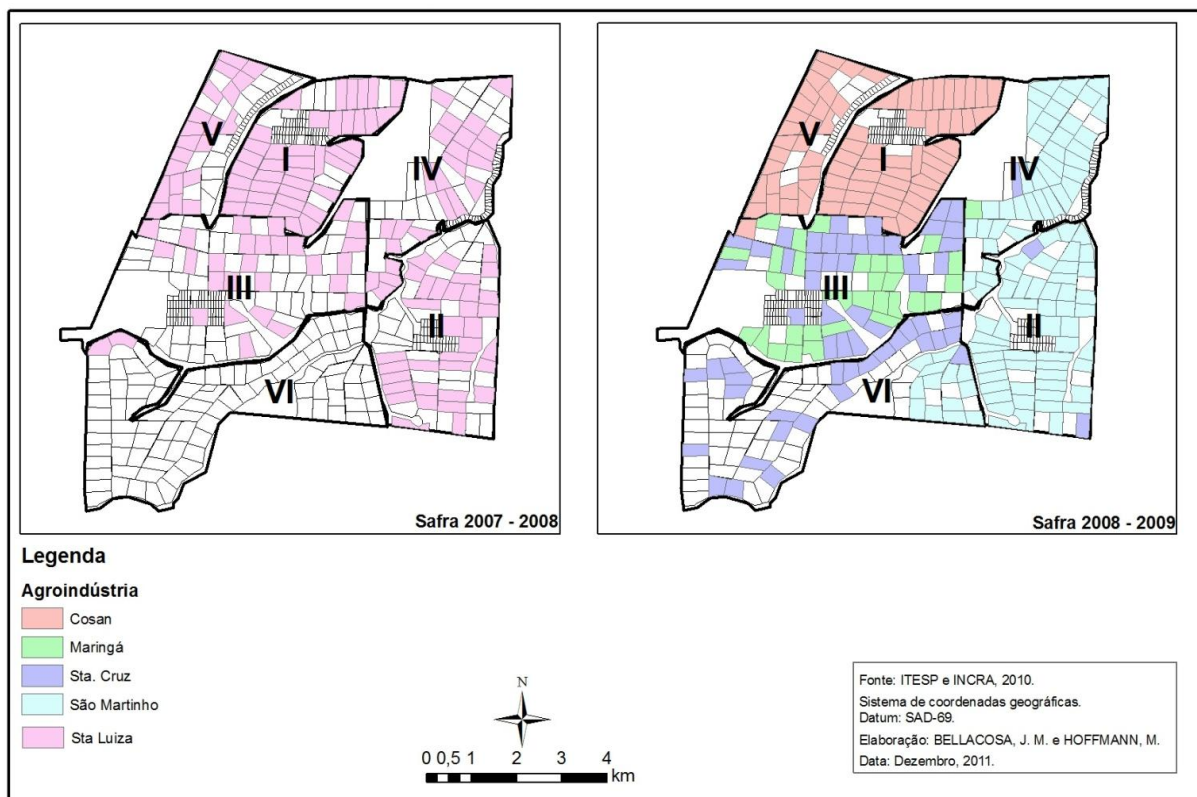 V
I
IV
III
II
VI
Safra 2007 - 2008
V
I
IV
III
II
VI
Safra 2008 - 2009
Legenda
Agroindústria
Cosan
Maringá
Sta. Cruz
São Martinho
Sta Luiza
N
0 0,5 1 2 3 4
km
Fonte: ITESP e INCRA, 2010.
Sistema de coordenadas geográficas.
Datum: SAD-69.
Elaboração: BELLACOSA, J. M. e HOFFMANN, M.
Data: Dezembro, 2011.